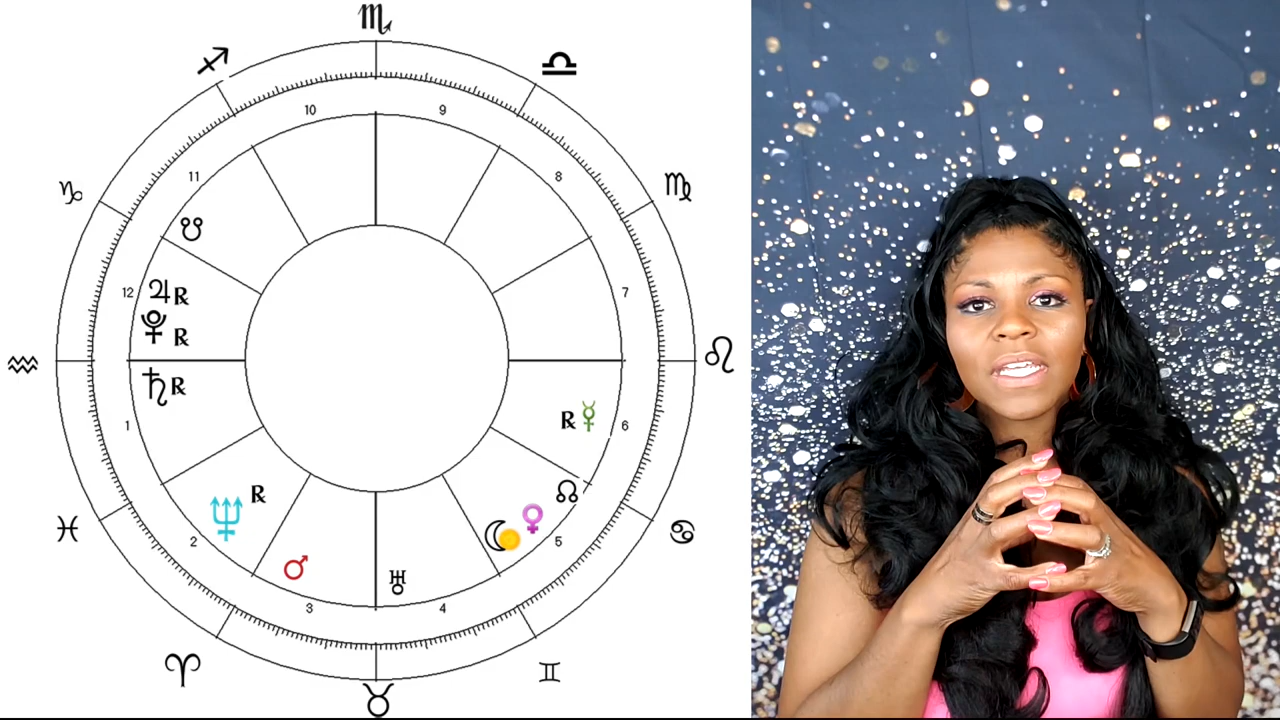 ♏
♐ ♎
10 9
11 8
♑ ♍
☋
12 ♃ ℞ 7
♇ ℞
♒ ♌
♄ ℞
1 ℞ ☿ 6
♆ ℞ ☊
♓ ♀ ♋
2 ☽ 5
♂ ♅
3 4
♈ ♊
♉